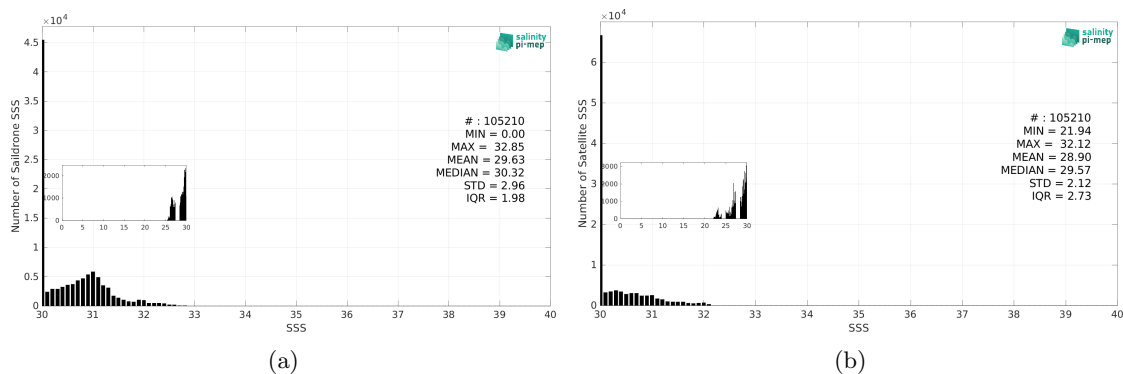 ×10⁴
salinity
pi-mep
4.5
4
3.5
3
2.5
2
1.5
1
0.5
0
Number of Saildrone SSS
# : 105210
MIN = 0.00
MAX = 32.85
MEAN = 29.63
MEDIAN = 30.32
STD = 2.96
IQR = 1.98
2000
1000
0
0 5 10 15 20 25 30
30 31 32 33 34 35 36 37 38 39 40
SSS
(a)
×10⁴
salinity
pi-mep
6
5
4
3
2
1
0
Number of Satellite SSS
# : 105210
MIN = 21.94
MAX = 32.12
MEAN = 28.90
MEDIAN = 29.57
STD = 2.12
IQR = 2.73
3000
2000
1000
0
0 5 10 15 20 25 30
30 31 32 33 34 35 36 37 38 39 40
SSS
(b)